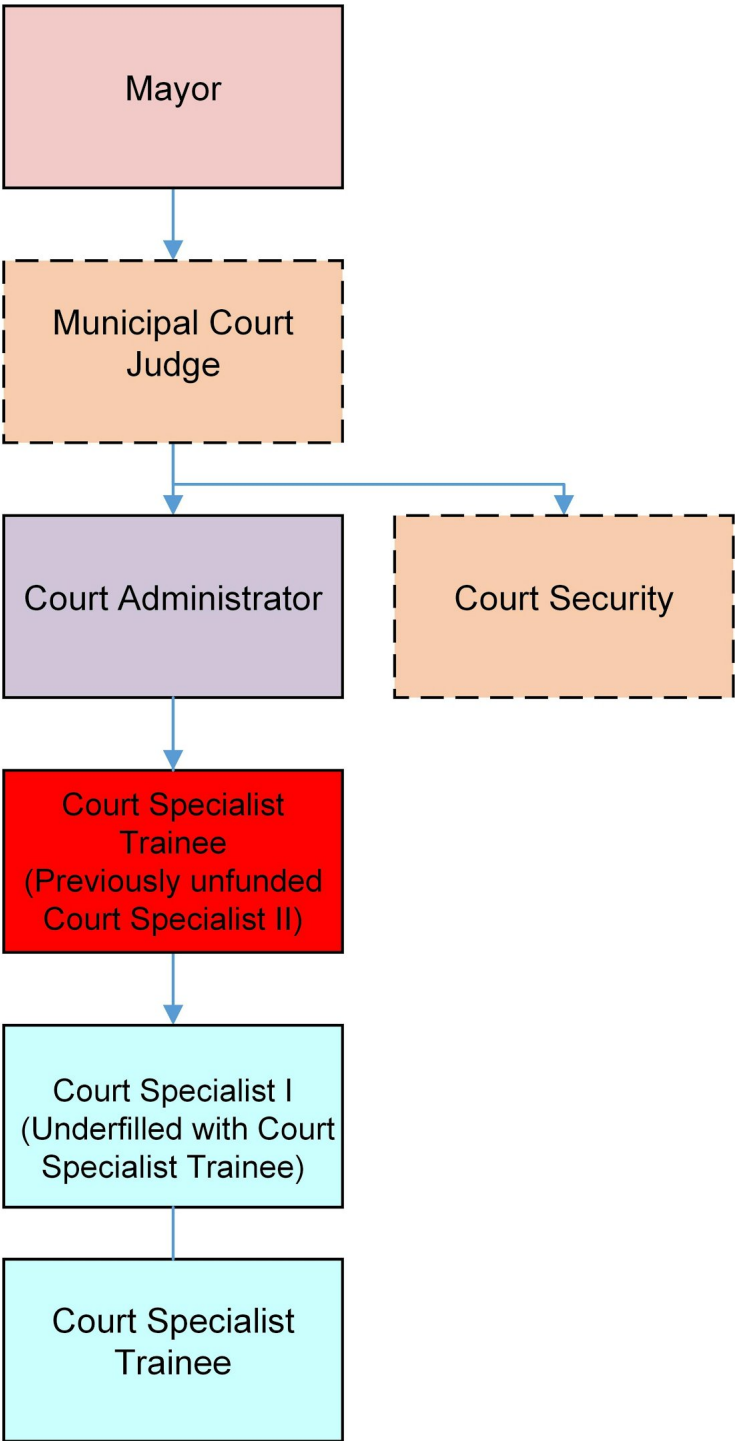 Mayor
Municipal Court
Judge
Court Administrator
Court Security
Court Specialist
Trainee
(Previously unfunded
Court Specialist II)
Court Specialist I
(Underfilled with Court
Specialist Trainee)
Court Specialist
Trainee